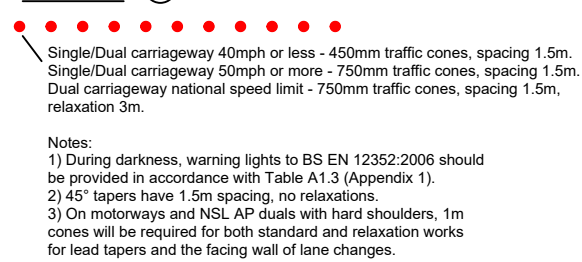 Single/Dual carriageway 40mph or less - 450mm traffic cones, spacing 1.5m.
Single/Dual carriageway 50mph or more - 750mm traffic cones, spacing 1.5m.
Dual carriageway national speed limit - 750mm traffic cones, spacing 1.5m,
relaxation 3m.
Notes:
1) During darkness, warning lights to BS EN 12352:2006 should
be provided in accordance with Table A1.3 (Appendix 1).
2) 45° tapers have 1.5m spacing, no relaxations.
3) On motorways and NSL AP duals with hard shoulders, 1m
cones will be required for both standard and relaxation works
for lead tapers and the facing wall of lane changes.